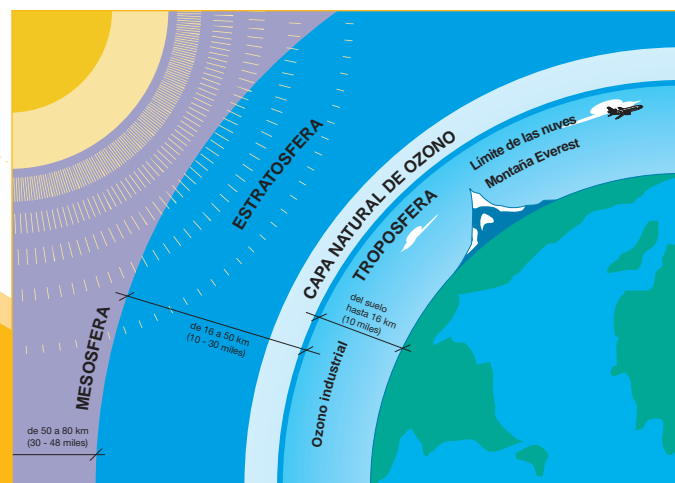 ESTRATOSFERA
CAPA NATURAL DE OZONO
TROPOSFERA
Límite de las nuves
Montaña Everest
del suelo
hasta 16 km
(10 miles)
de 16 a 50 km
(10 - 30 miles)
MESOSFERA
Ozono industrial
de 50 a 80 km
(30 - 48 miles)